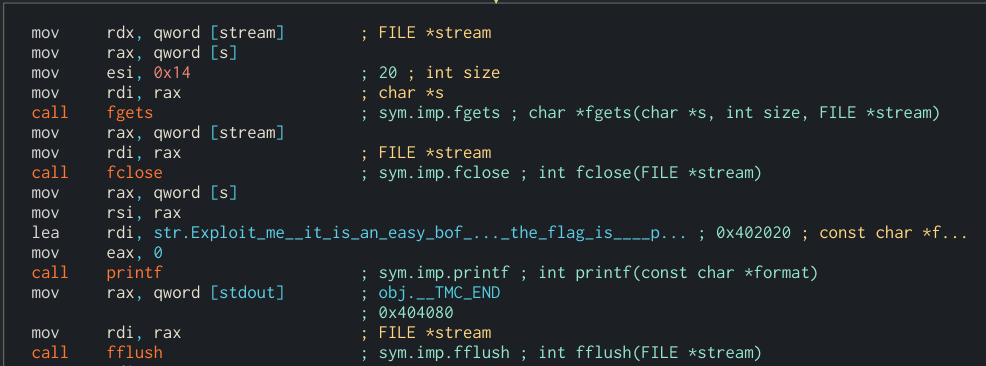 mov rdx, qword [stream] ; FILE *stream
mov rax, qword [s]
mov esi, 0x14 ; 20 ; int size
mov rdi, rax ; char *s
call fgets ; sym.imp.fgets ; char *fgets(char *s, int size, FILE *stream)
mov rax, qword [stream]
mov rdi, rax ; FILE *stream
call fclose ; sym.imp.fclose ; int fclose(FILE *stream)
mov rax, qword [s]
mov rsi, rax
lea rdi, str.Exploit_me__it_is_an_easy_bof_..._the_flag_is____p... ; 0x402020 ; const char *f...
mov eax, 0
call printf ; sym.imp.printf ; int printf(const char *format)
mov rax, qword [stdout] ; obj.__TMC_END
; 0x404080
mov rdi, rax ; FILE *stream
call fflush ; sym.imp.fflush ; int fflush(FILE *stream)